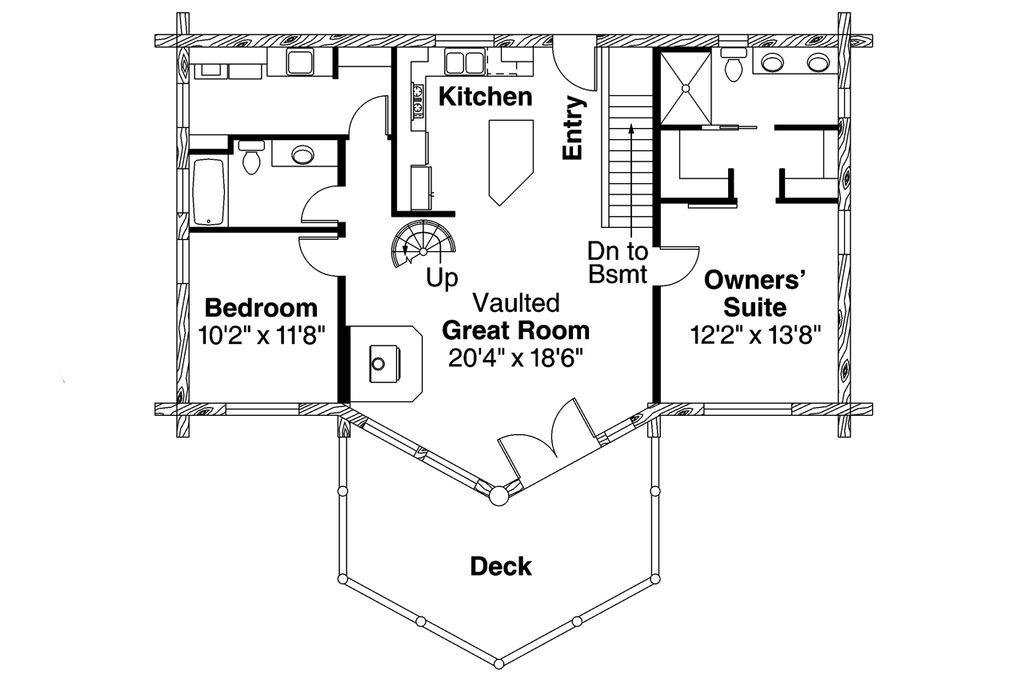 Kitchen
Entry
Dn to
Bsmt
Up
Bedroom
10'2" x 11'8"
Vaulted
Great Room
20'4" x 18'6"
Owners'
Suite
12'2" x 13'8"
Deck